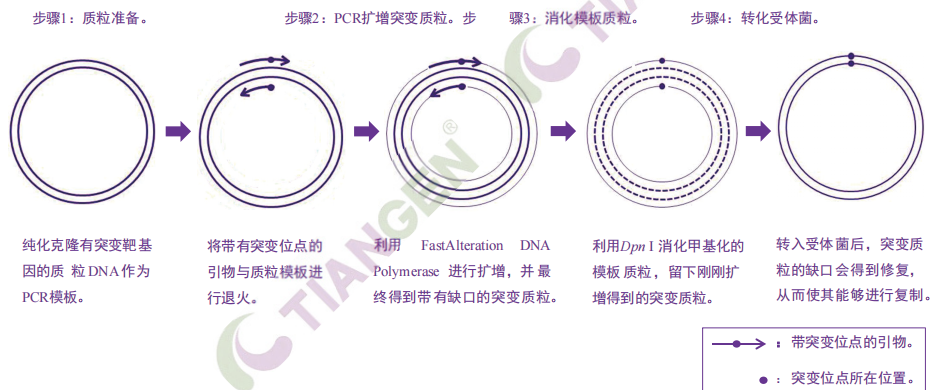 步骤1：质粒准备。
步骤2：PCR扩增突变质粒。步
骤3：消化模板质粒。
步骤4：转化受体菌。
纯化克隆有突变靶基
因的质 粒 DNA 作为
PCR模板。
将带有突变位点的
引物与质粒模板进
行退火。
利用 FastAlteration DNA
Polymerase 进行扩增，并最
终得到带有缺口的突变质粒。
利用Dpn I 消化甲基化的
模板 质粒，留下刚刚扩
增得到的突变质粒。
转入受体菌后，突变质
粒的缺口会得到修复，
从而使其能够进行复制。
：带突变位点的引物。
：突变位点所在位置。
TIANGEN®
TIA